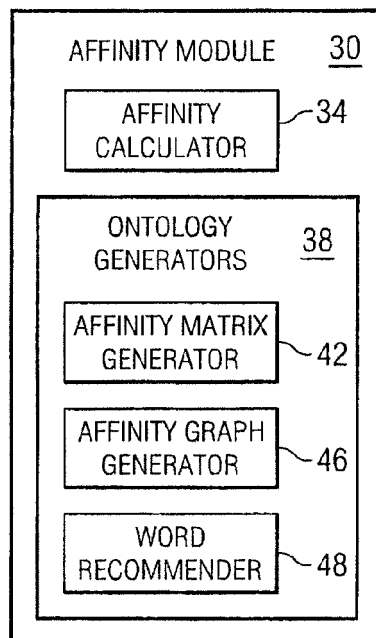 AFFINITY MODULE 30
AFFINITY
CALCULATOR
34
ONTOLOGY
GENERATORS
38
AFFINITY MATRIX
GENERATOR
42
AFFINITY GRAPH
GENERATOR
46
WORD
RECOMMENDER
48